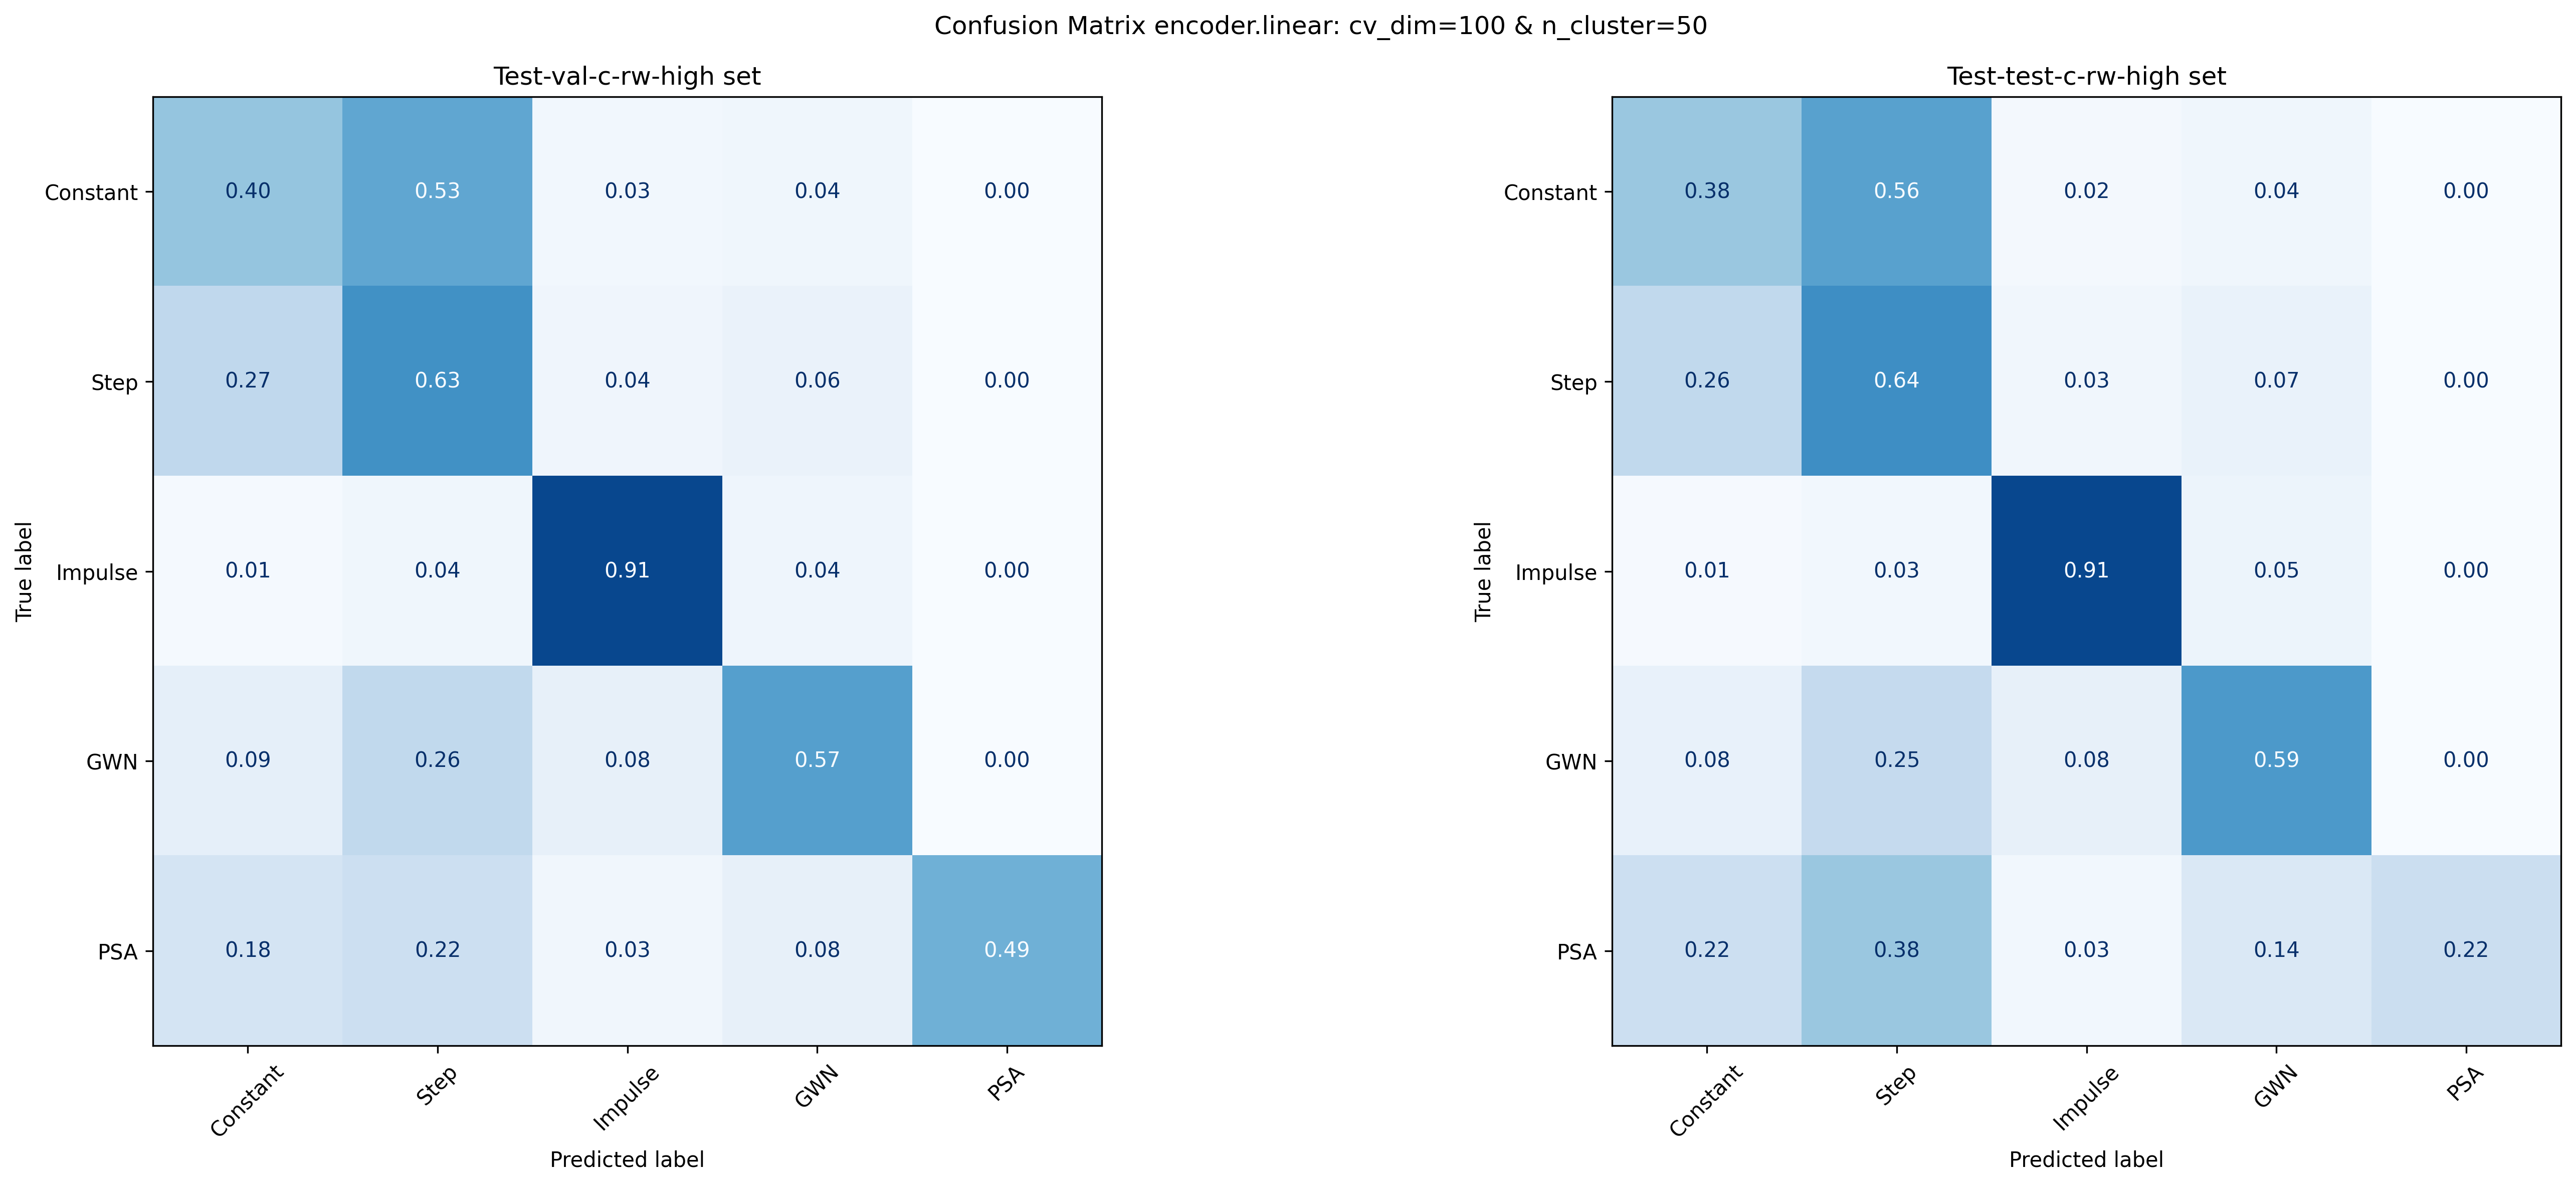 Confusion Matrix encoder.linear: cv_dim=100 & n_cluster=50
Test-val-c-rw-high set
True label
Constant 0.40 0.53 0.03 0.04 0.00
Step 0.27 0.63 0.04 0.06 0.00
Impulse 0.01 0.04 0.91 0.04 0.00
GWN 0.09 0.26 0.08 0.57 0.00
PSA 0.18 0.22 0.03 0.08 0.49
Constant Step Impulse GWN PSA
Predicted label
Test-test-c-rw-high set
True label
Constant 0.38 0.56 0.02 0.04 0.00
Step 0.26 0.64 0.03 0.07 0.00
Impulse 0.01 0.03 0.91 0.05 0.00
GWN 0.08 0.25 0.08 0.59 0.00
PSA 0.22 0.38 0.03 0.14 0.22
Constant Step Impulse GWN PSA
Predicted label